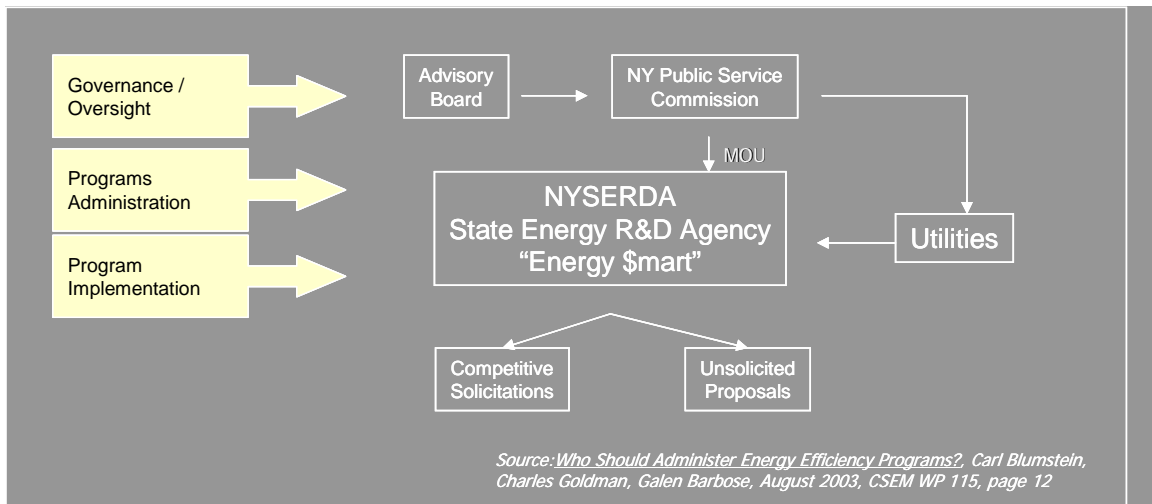 Governance /
Oversight
Advisory
Board
NY Public Service
Commission
MOU
Programs
Administration
NYSERDA
State Energy R&D Agency
“Energy $mart”
Utilities
Program
Implementation
Competitive
Solicitations
Unsolicited
Proposals
Source:Who Should Administer Energy Efficiency Programs?, Carl Blumstein,
Charles Goldman, Galen Barbose, August 2003, CSEM WP 115, page 12